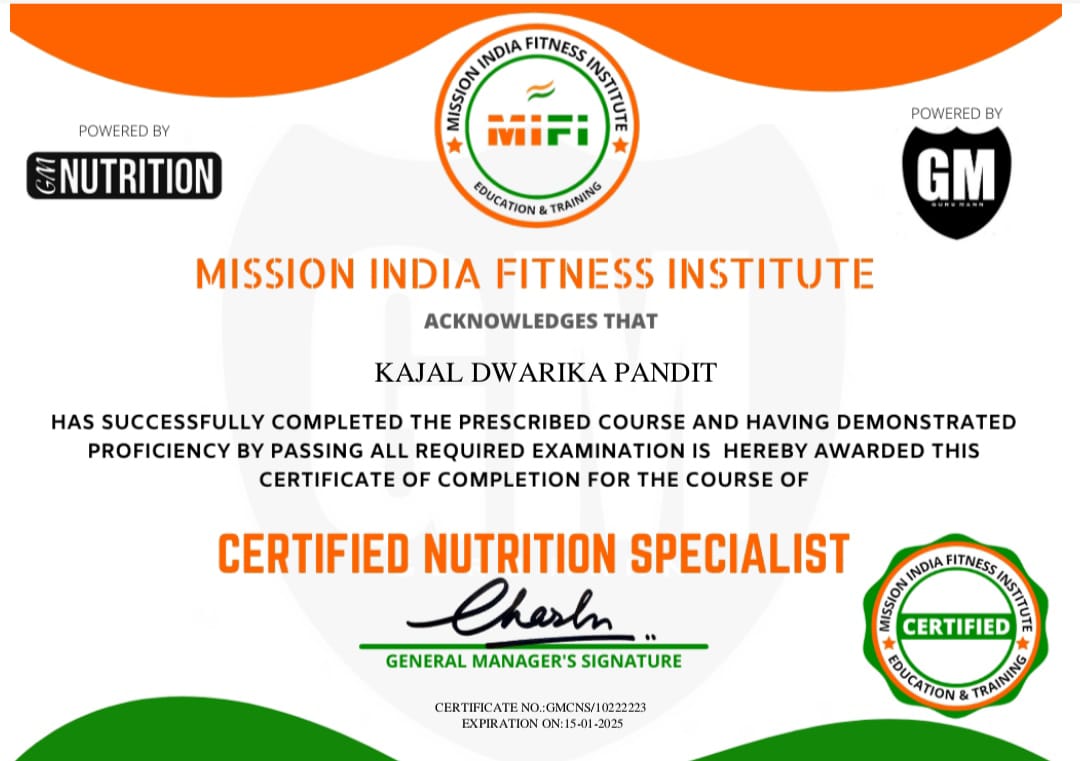 MISSION INDIA FITNESS INSTITUTE
MiFi
EDUCATION & TRAINING
POWERED BY
GM NUTRITION
POWERED BY
GM
GURU MANN
MISSION INDIA FITNESS INSTITUTE
ACKNOWLEDGES THAT
KAJAL DWARIKA PANDIT
HAS SUCCESSFULLY COMPLETED THE PRESCRIBED COURSE AND HAVING DEMONSTRATED
PROFICIENCY BY PASSING ALL REQUIRED EXAMINATION IS HEREBY AWARDED THIS
CERTIFICATE OF COMPLETION FOR THE COURSE OF
CERTIFIED NUTRITION SPECIALIST
GENERAL MANAGER'S SIGNATURE
MISSION INDIA FITNESS INSTITUTE
CERTIFIED
EDUCATION & TRAINING
CERTIFICATE NO.:GMCNS/10222223
EXPIRATION ON:15-01-2025